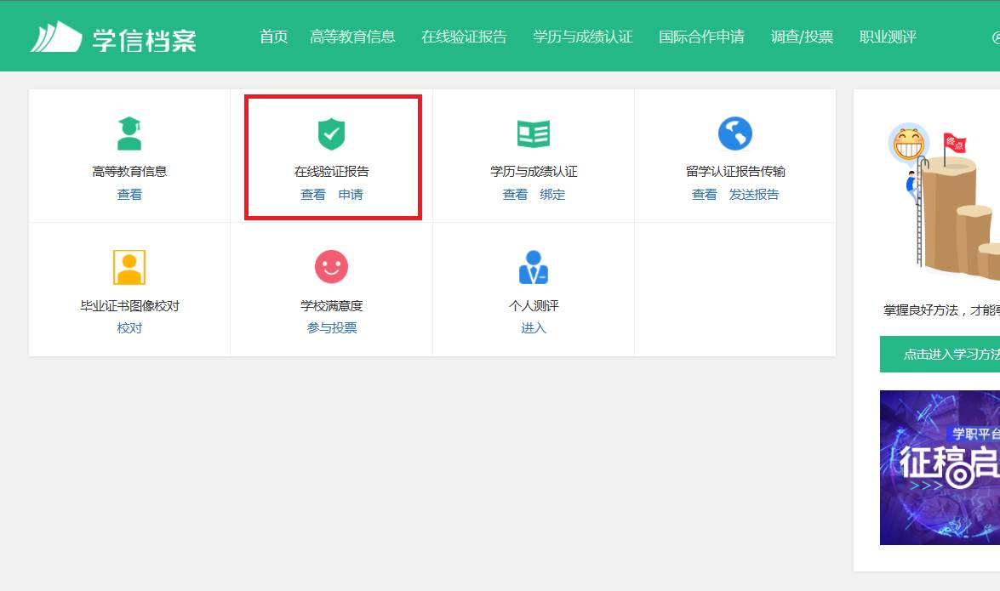 学信档案
首页 高等教育信息 在线验证报告 学历与成绩认证 国际合作申请 调查/投票 职业测评
高等教育信息
查看
在线验证报告
查看 申请
学历与成绩认证
查看 绑定
留学认证报告传输
查看 发送报告
毕业证书图像校对
校对
学校满意度
参与投票
个人测评
进入
终点
掌握良好方法，才能
点击进入学习方法
学职平台
征稿启
>>>